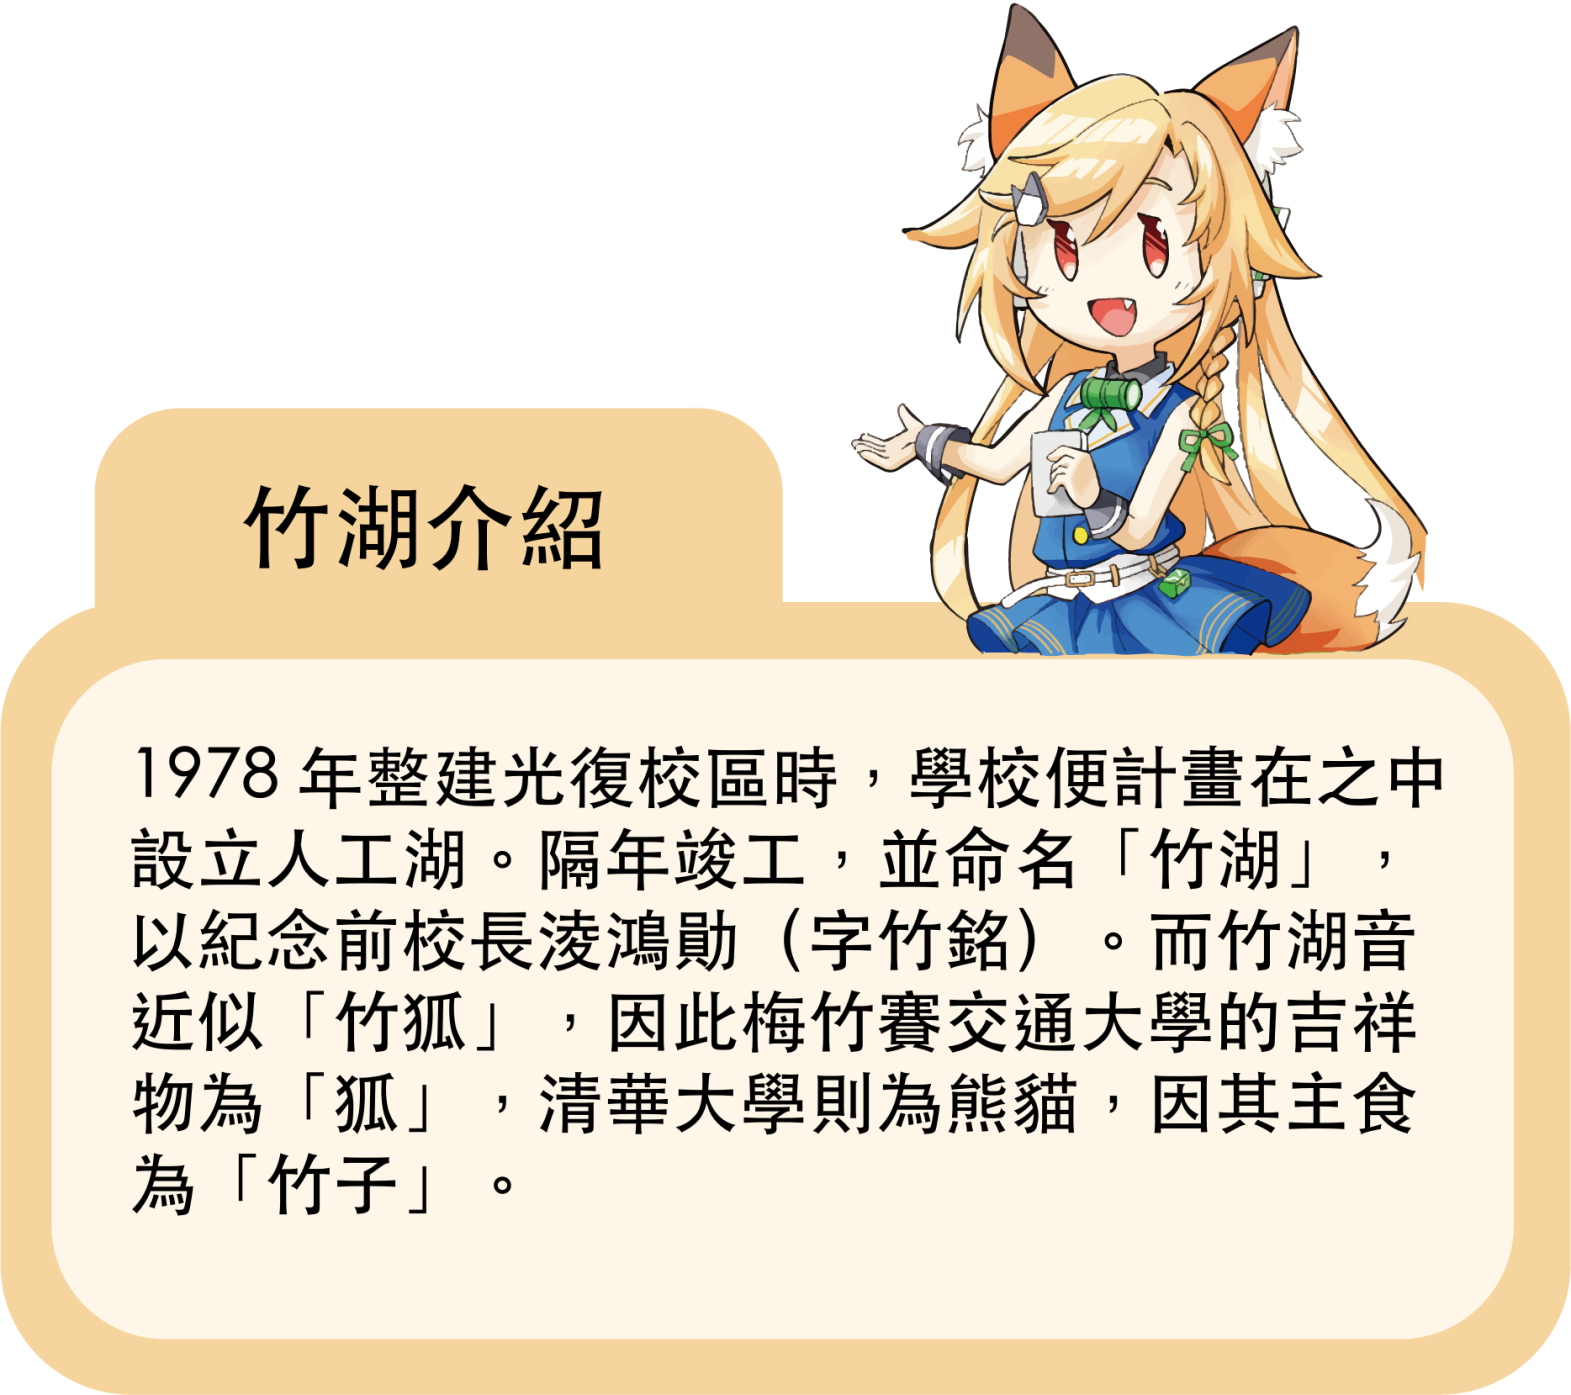 竹湖介紹
1978 年整建光復校區時，學校便計畫在之中
設立人工湖。隔年竣工，並命名「竹湖」，
以紀念前校長淩鴻勛（字竹銘）。而竹湖音
近似「竹狐」，因此梅竹賽交通大學的吉祥
物為「狐」，清華大學則為熊貓，因其主食
為「竹子」。